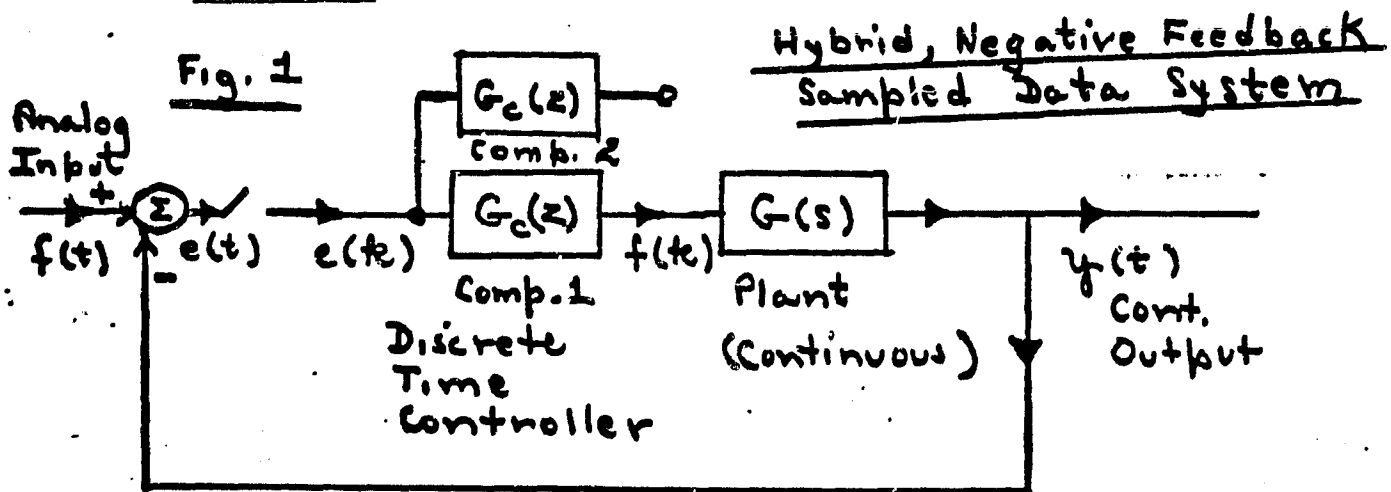 Hybrid, Negative Feedback
Sampled Data System
Fig. 1
Gc(z)
Comp. 2
Analog
Input
+
Σ
-
f(t)
e(t)
e(k)
Gc(z)
f(k)
G(s)
y(t)
Comp.1
Plant
Cont.
Discrete
(Continuous)
Output
Time
Controller